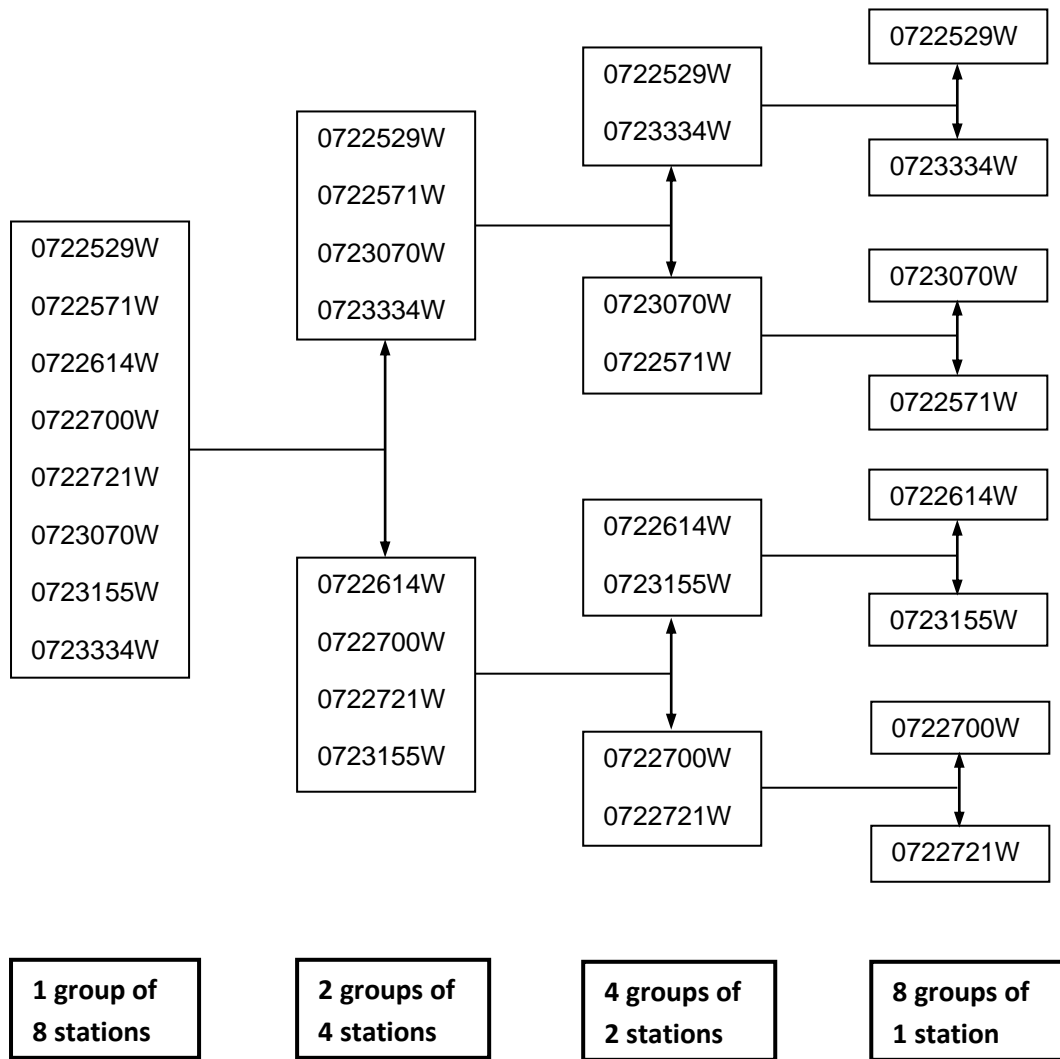 0722529W
0722571W
0722614W
0722700W
0722721W
0723070W
0723155W
0723334W
0722529W
0722571W
0723070W
0723334W
0722614W
0722700W
0722721W
0723155W
0722529W
0723334W
0723070W
0722571W
0722614W
0723155W
0722700W
0722721W
0722529W
0723334W
0723070W
0722571W
0722614W
0723155W
0722700W
0722721W
1 group of
8 stations
2 groups of
4 stations
4 groups of
2 stations
8 groups of
1 station